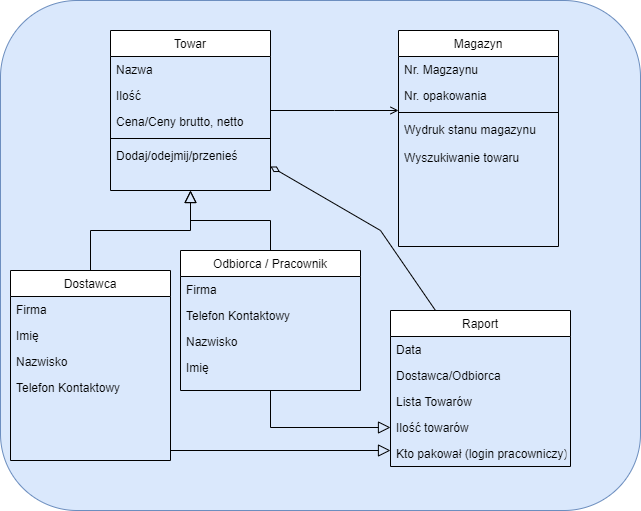 Towar
Nazwa
Ilość
Cena/Ceny brutto, netto
Dodaj/odejmij/przenieś
Magazyn
Nr. Magzaynu
Nr. opakowania
Wydruk stanu magazynu
Wyszukiwanie towaru
Dostawca
Firma
Imię
Nazwisko
Telefon Kontaktowy
Odbiorca / Pracownik
Firma
Telefon Kontaktowy
Nazwisko
Imię
Raport
Data
Dostawca/Odbiorca
Lista Towarów
Ilość towarów
Kto pakował (login pracowniczy)